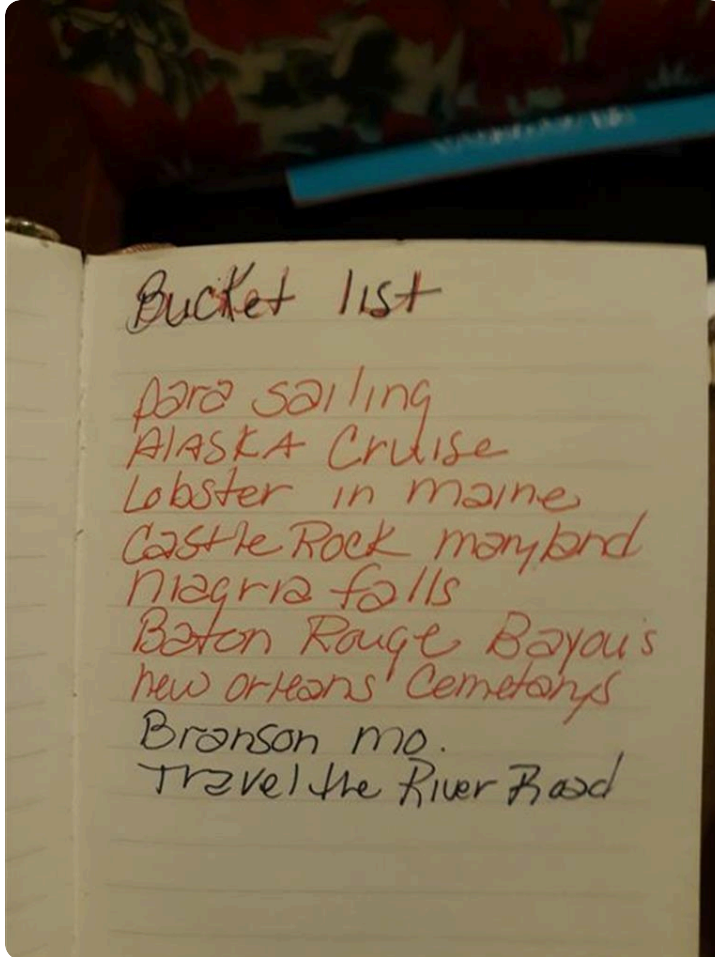 Bucket list
para sailing
ALASKA Cruise
Lobster in maine
Castle Rock maryland
niagria falls
Baton Rouge Bayou's
new orleans' Cemetarys
Branson mo.
Travel the River Road